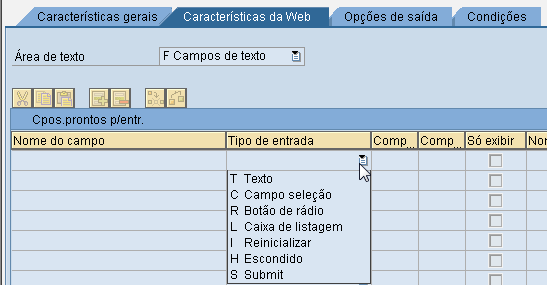 Características gerais Características da Web Opções de saída Condições
Área de texto F Campos de texto
Cpos.prontos p/entr.
Nome do campo Tipo de entrada Comp... Comp... Só exibir Non
T Texto
C Campo seleção
R Botão de rádio
L Caixa de listagem
I Reinicializar
H Escondido
S Submit